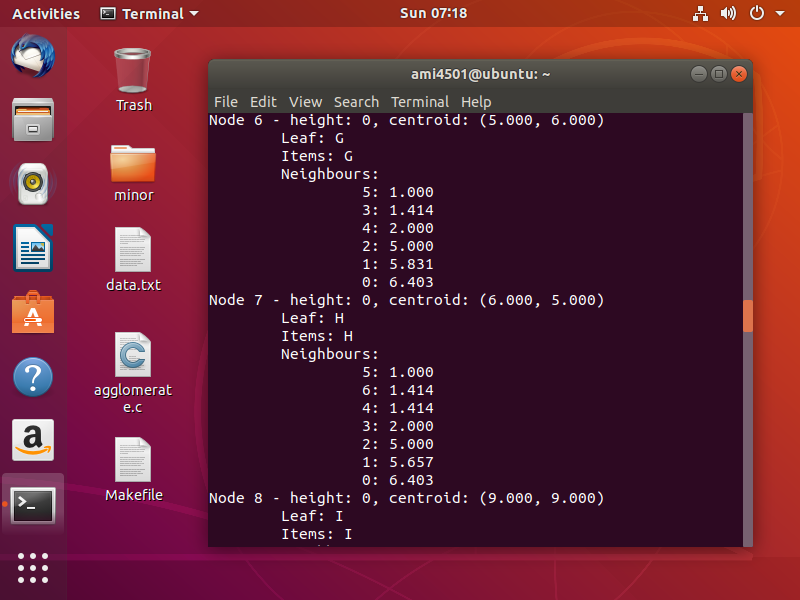 Activities Terminal Sun 07:18
Trash
minor
data.txt
agglomerat
e.c
Makefile
ami4501@ubuntu: ~
File Edit View Search Terminal Help
Node 6 - height: 0, centroid: (5.000, 6.000)
Leaf: G
Items: G
Neighbours:
5: 1.000
3: 1.414
4: 2.000
2: 5.000
1: 5.831
0: 6.403
Node 7 - height: 0, centroid: (6.000, 5.000)
Leaf: H
Items: H
Neighbours:
5: 1.000
6: 1.414
4: 1.414
3: 2.000
2: 5.000
1: 5.657
0: 6.403
Node 8 - height: 0, centroid: (9.000, 9.000)
Leaf: I
Items: I